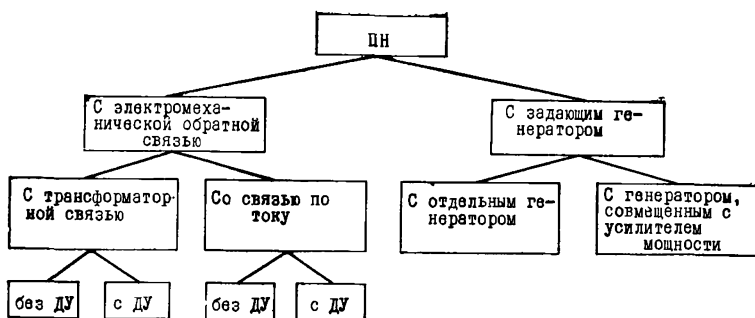 ПН
С электромеха-
нической обратной
связью
С задающим ге-
нератором
С трансформатор-
ной связью
Со связью по
току
С отдельным ге-
нератором
С генератором,
совмещённым с
усилителем
мощности
без ДУ
с ДУ
без ДУ
с ДУ